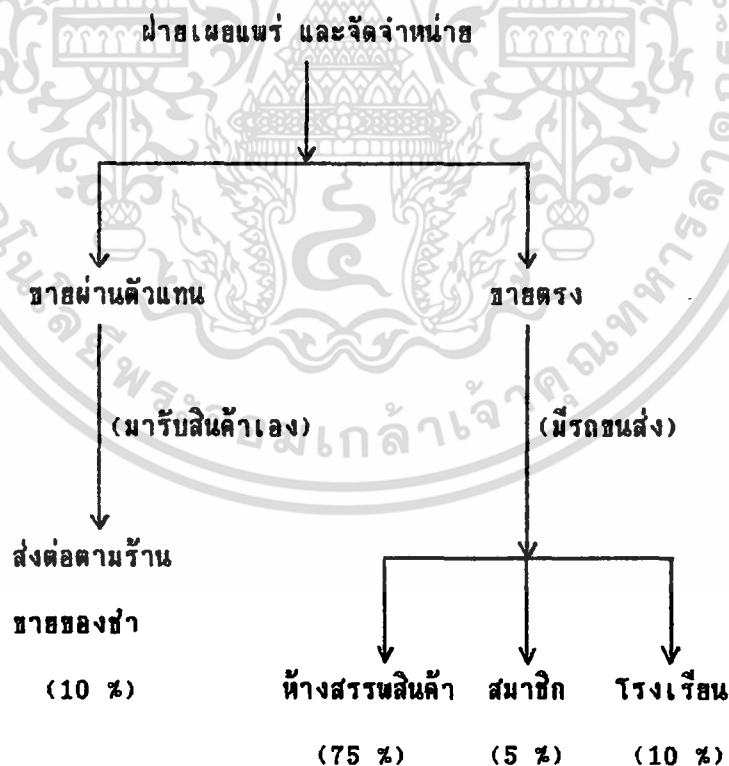 ฝ่ายเผยแพร่ และจัดจำหน่าย
ขายผ่านตัวแทน ขายตรง
(มารับสินค้าเอง) (มีรถขนส่ง)
ส่งต่อตามร้าน
ขายของชำ
(10 %)
ห้างสรรพสินค้า สมาชิก โรงเรียน
(75 %) (5 %) (10 %)